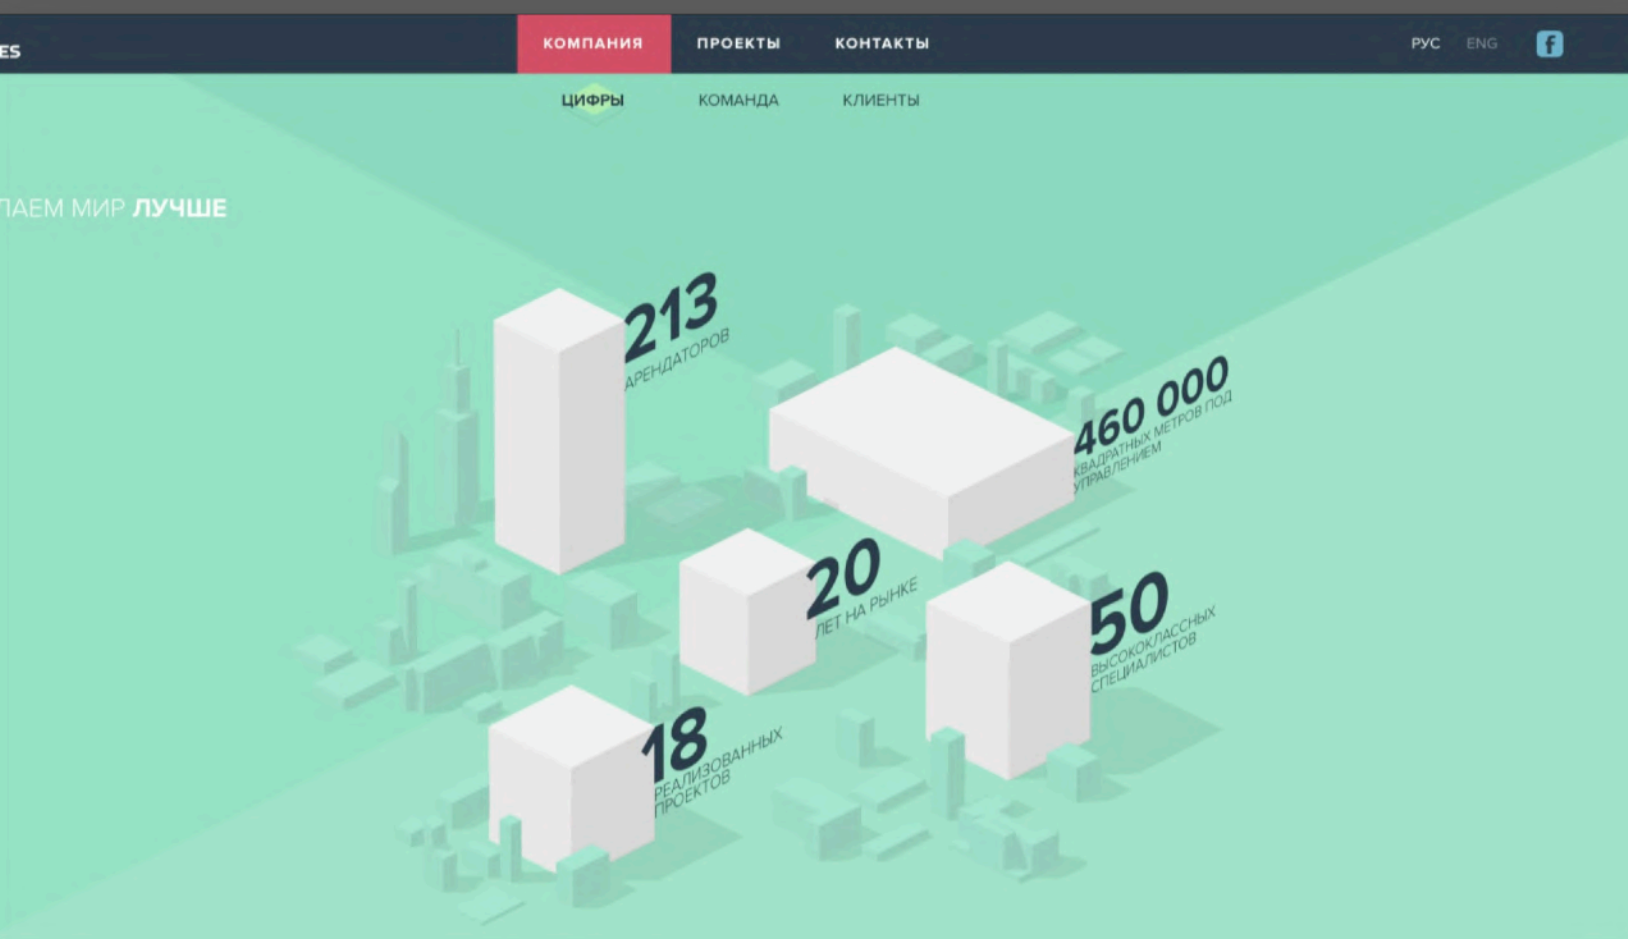 ES
КОМПАНИЯ ПРОЕКТЫ КОНТАКТЫ
РУС ENG
f
ЦИФРЫ КОМАНДА КЛИЕНТЫ
ЛАЕМ МИР ЛУЧШЕ
213
АРЕНДАТОРОВ
460 000
КВАДРАТНЫХ МЕТРОВ ПОД
УПРАВЛЕНИЕМ
20
ЛЕТ НА РЫНКЕ
50
ВЫСОКОКЛАССНЫХ
СПЕЦИАЛИСТОВ
18
РЕАЛИЗОВАННЫХ
ПРОЕКТОВ